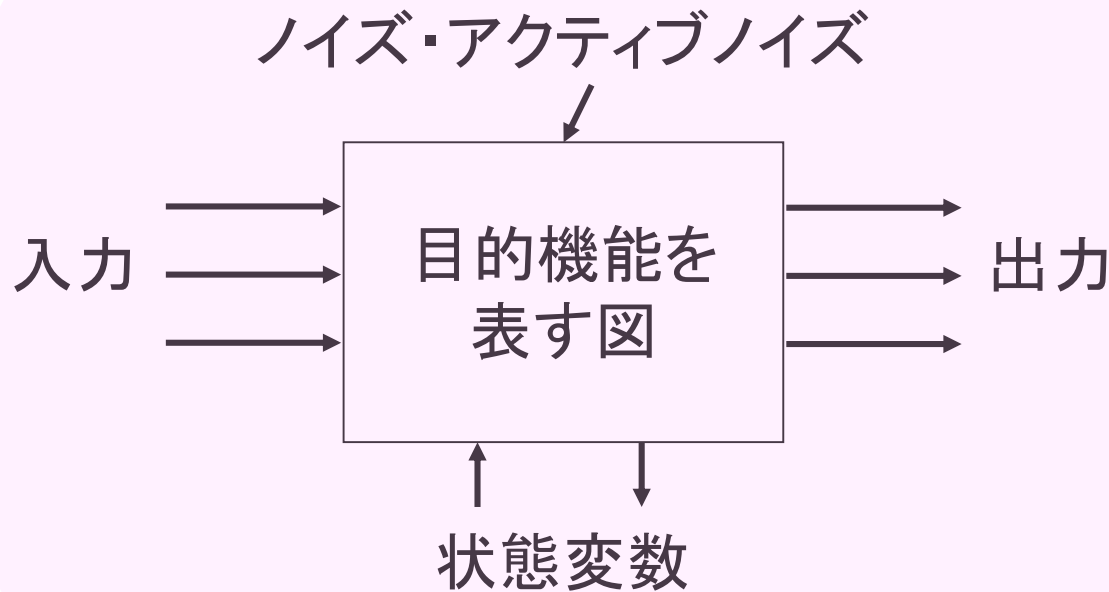 ノイズ・アクティブノイズ
入力
目的機能を
表す図
出力
状態変数